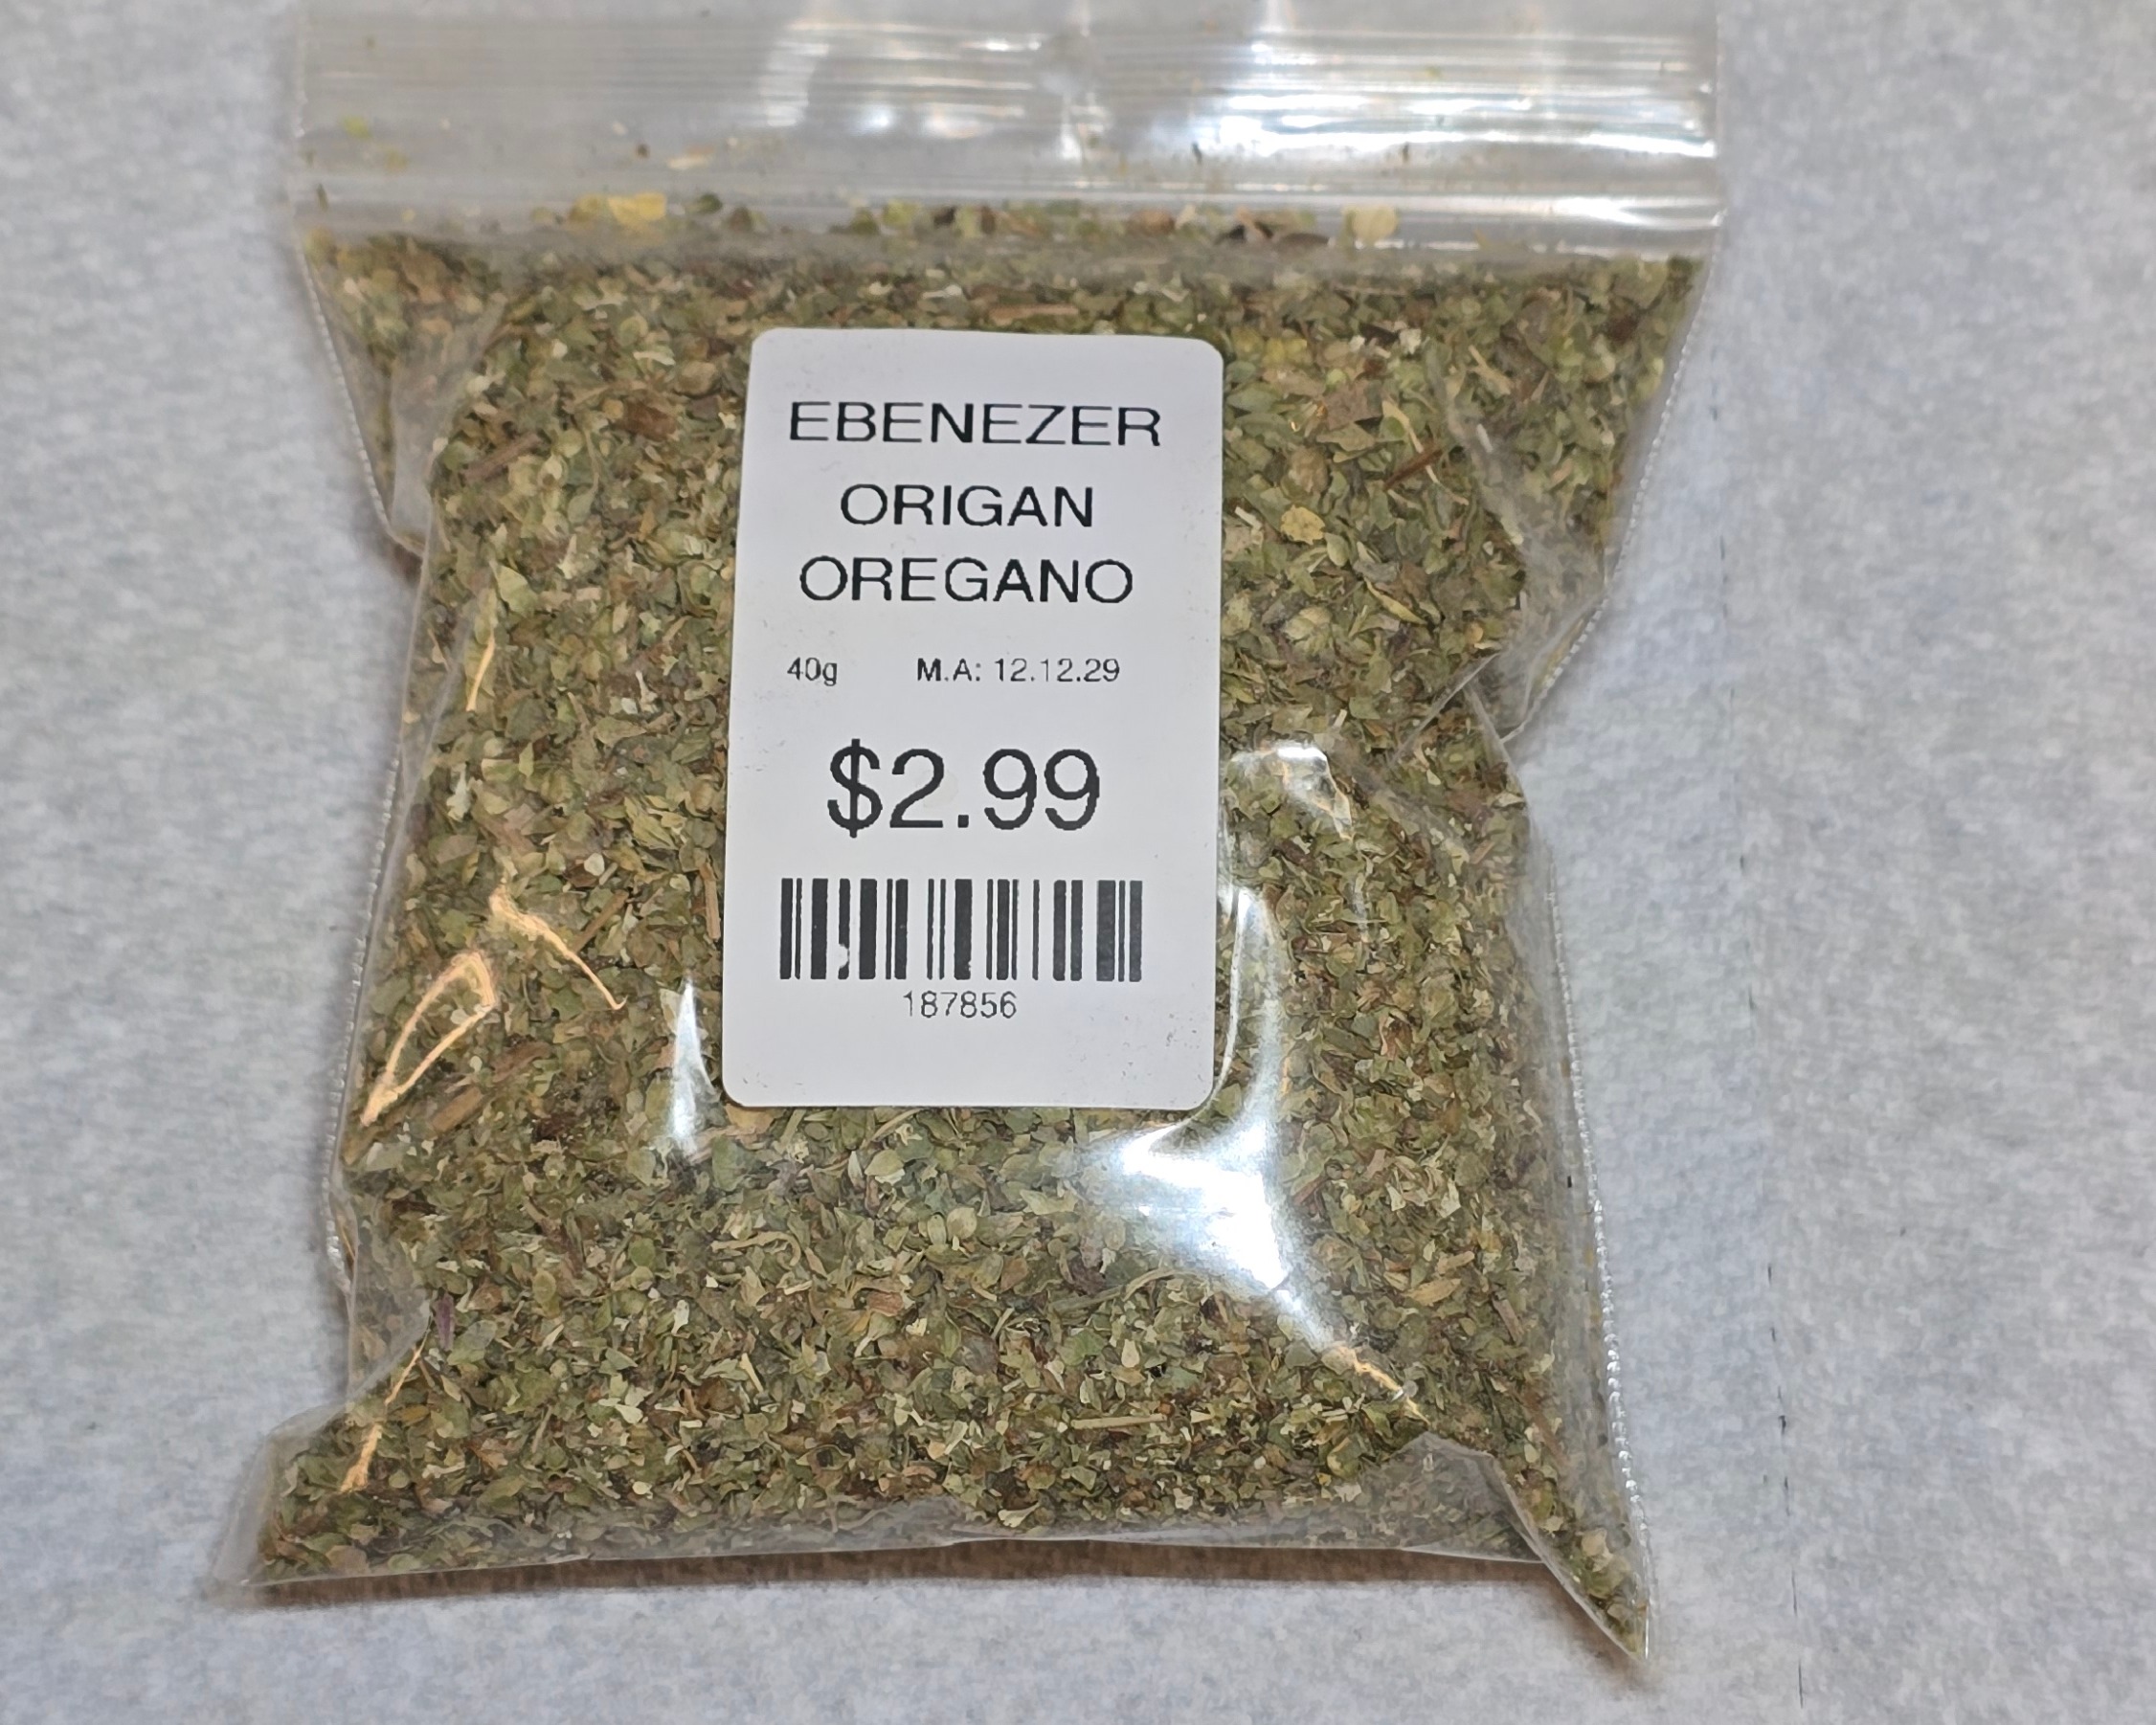 EBENEZER
ORIGAN
OREGANO
40g M.A: 12.12.29
$2.99
187856